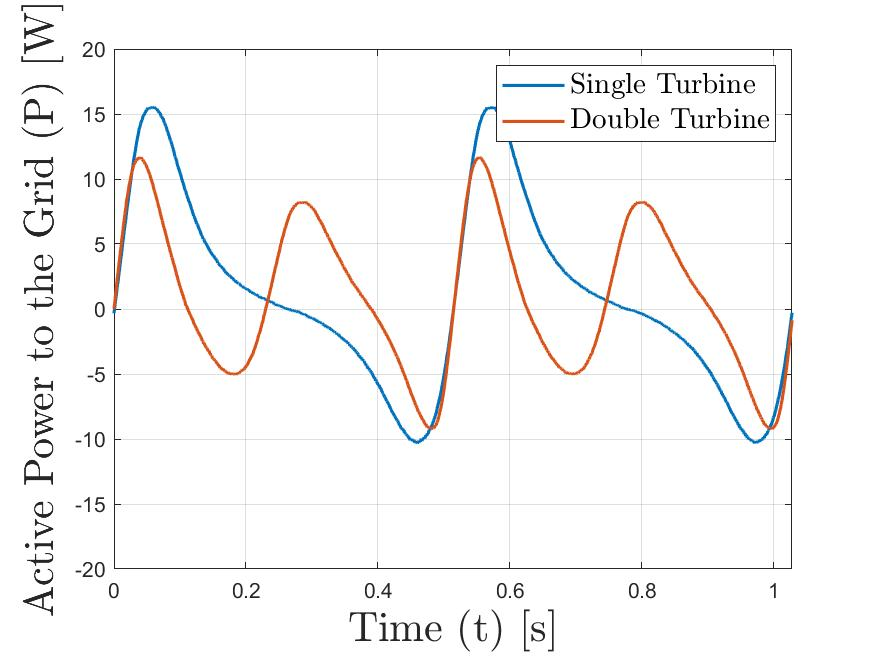 Active Power to the Grid (P) [W]
20
15
10
5
0
-5
-10
-15
-20
Single Turbine
Double Turbine
0 0.2 0.4 0.6 0.8 1
Time (t) [s]